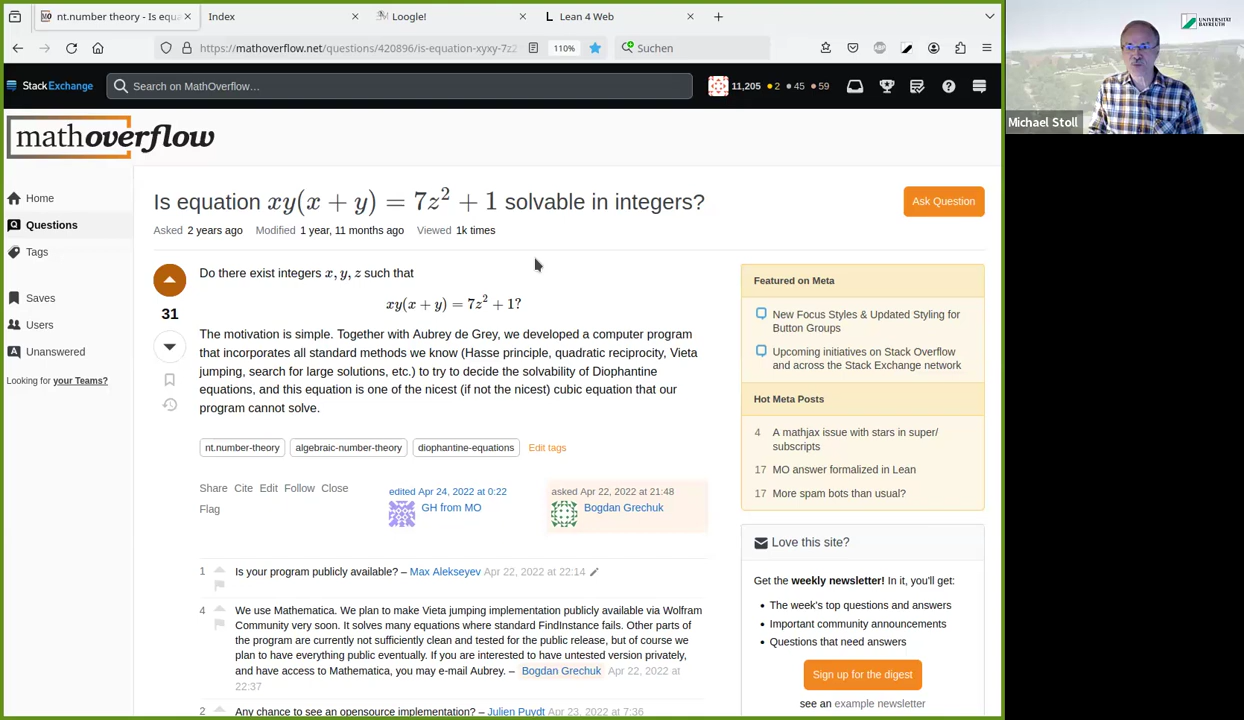 nt.number theory - Is equa
Index
Loogle!
Lean 4 Web
https://mathoverflow.net/questions/420896/is-equation-xyxy-7z2
110%
Suchen
StackExchange
Search on MathOverflow…
11,205 2 45 59
mathoverflow
Home
Questions
Tags
Saves
Users
Unanswered
Looking for your Teams?
Is equation xy(x + y) = 7z² + 1 solvable in integers?
Ask Question
Asked 2 years ago Modified 1 year, 11 months ago Viewed 1k times
31
Do there exist integers x, y, z such that
xy(x + y) = 7z² + 1?
The motivation is simple. Together with Aubrey de Grey, we developed a computer program
that incorporates all standard methods we know (Hasse principle, quadratic reciprocity, Vieta
jumping, search for large solutions, etc.) to try to decide the solvability of Diophantine
equations, and this equation is one of the nicest (if not the nicest) cubic equation that our
program cannot solve.
nt.number-theory algebraic-number-theory diophantine-equations Edit tags
Share Cite Edit Follow Close
Flag
edited Apr 24, 2022 at 0:22
GH from MO
asked Apr 22, 2022 at 21:48
Bogdan Grechuk
1 Is your program publicly available? – Max Alekseyev Apr 22, 2022 at 22:14
4 We use Mathematica. We plan to make Vieta jumping implementation publicly available via Wolfram
Community very soon. It solves many equations where standard FindInstance fails. Other parts of
the program are currently not sufficiently clean and tested for the public release, but of course we
plan to have everything public eventually. If you are interested to have untested version privately,
and have access to Mathematica, you may e-mail Aubrey. – Bogdan Grechuk Apr 22, 2022 at
22:37
2 Any chance to see an opensource implementation? – Julien Puydt Apr 23, 2022 at 7:36
Featured on Meta
New Focus Styles & Updated Styling for
Button Groups
Upcoming initiatives on Stack Overflow
and across the Stack Exchange network
Hot Meta Posts
4 A mathjax issue with stars in super/
subscripts
17 MO answer formalized in Lean
17 More spam bots than usual?
Love this site?
Get the weekly newsletter! In it, you'll get:
The week's top questions and answers
Important community announcements
Questions that need answers
Sign up for the digest
see an example newsletter
UNIVERSITÄT
BAYREUTH
Michael Stoll